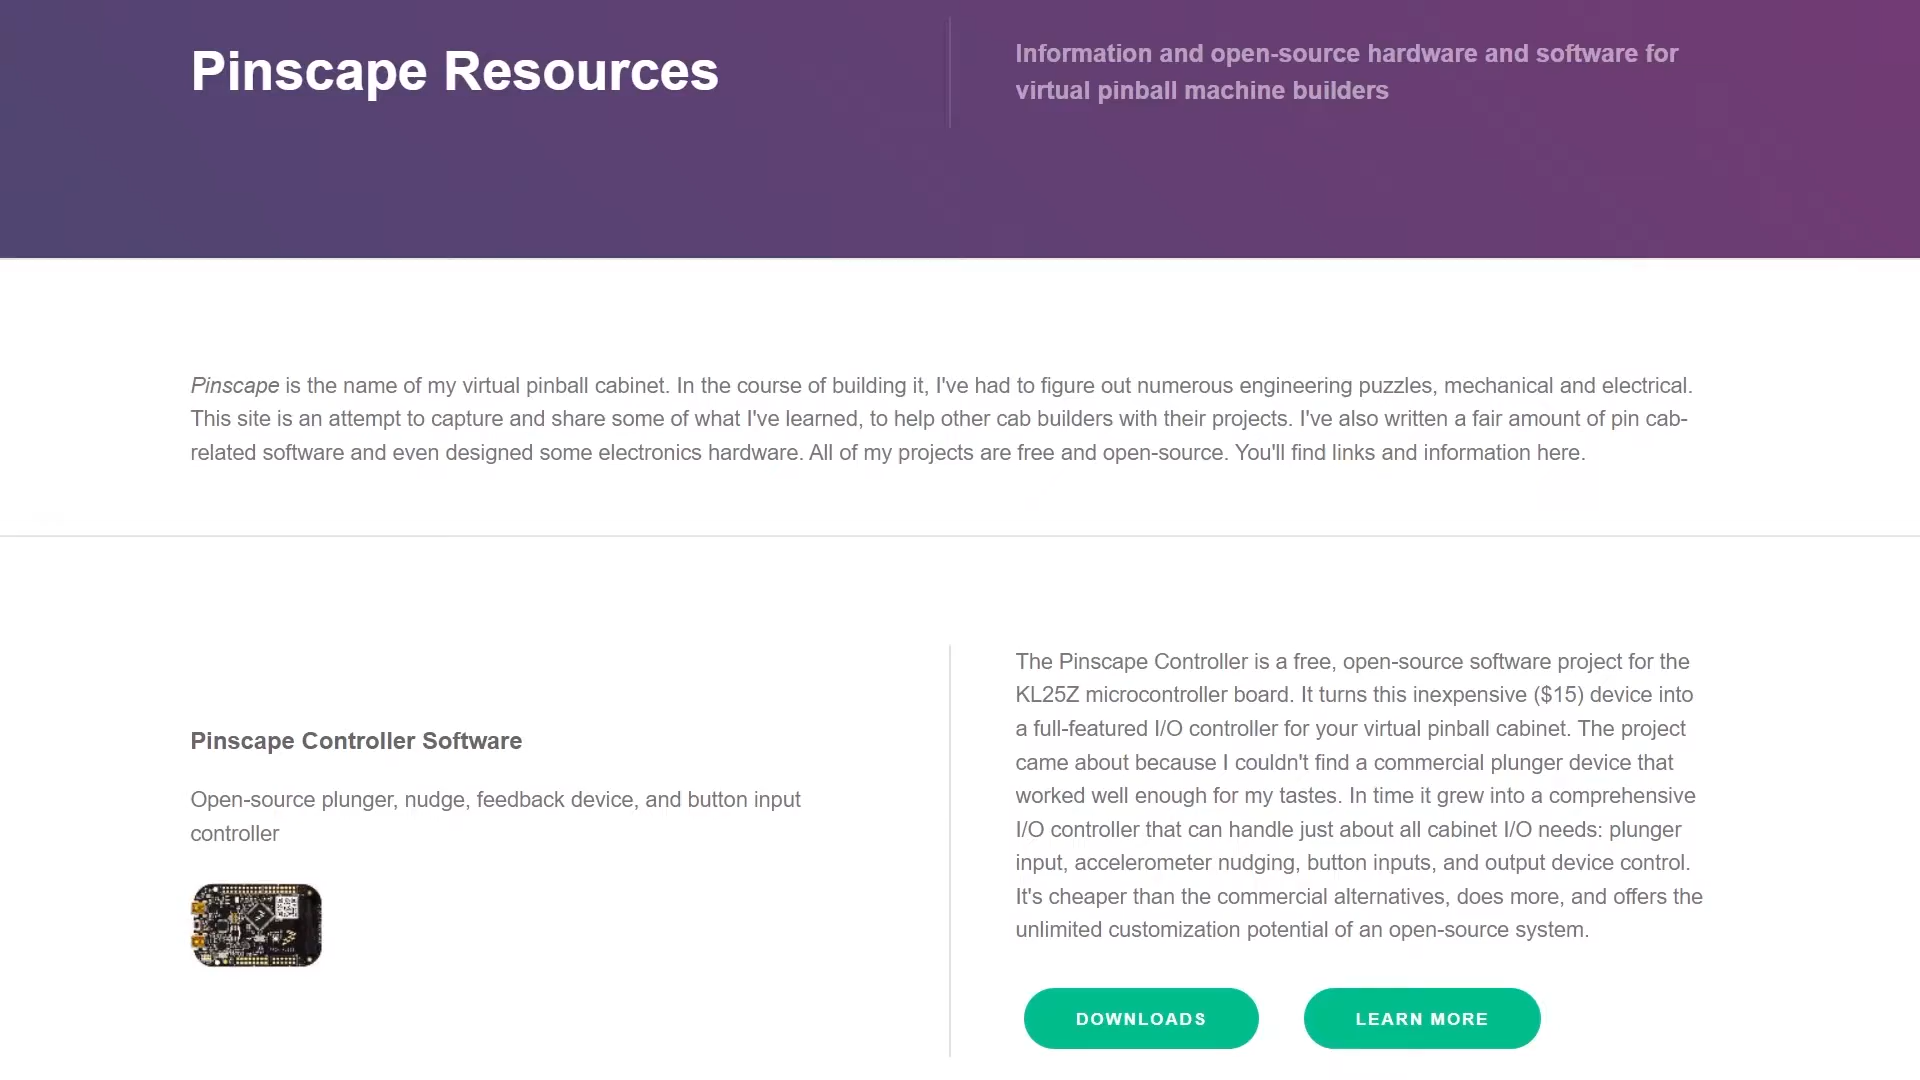 Pinscape Resources
Information and open-source hardware and software for
virtual pinball machine builders
Pinscape is the name of my virtual pinball cabinet. In the course of building it, I've had to figure out numerous engineering puzzles, mechanical and electrical.
This site is an attempt to capture and share some of what I've learned, to help other cab builders with their projects. I've also written a fair amount of pin cab-
related software and even designed some electronics hardware. All of my projects are free and open-source. You'll find links and information here.
Pinscape Controller Software
Open-source plunger, nudge, feedback device, and button input
controller
The Pinscape Controller is a free, open-source software project for the
KL25Z microcontroller board. It turns this inexpensive ($15) device into
a full-featured I/O controller for your virtual pinball cabinet. The project
came about because I couldn't find a commercial plunger device that
worked well enough for my tastes. In time it grew into a comprehensive
I/O controller that can handle just about all cabinet I/O needs: plunger
input, accelerometer nudging, button inputs, and output device control.
It's cheaper than the commercial alternatives, does more, and offers the
unlimited customization potential of an open-source system.
DOWNLOADS
LEARN MORE